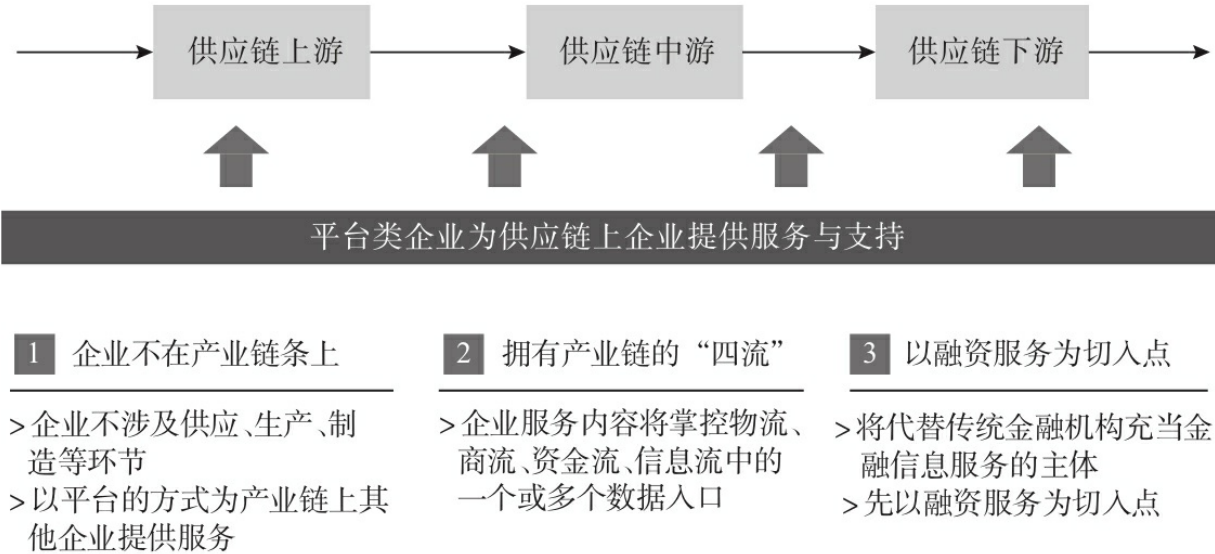 供应链上游
供应链中游
供应链下游
平台类企业为供应链上企业提供服务与支持
1 企业不在产业链条上
>企业不涉及供应、生产、制
造等环节
>以平台的方式为产业链上其
他企业提供服务
2 拥有产业链的“四流”
>企业服务内容将掌控物流、
商流、资金流、信息流中的
一个或多个数据入口
3 以融资服务为切入点
>将代替传统金融机构充当金
融信息服务的主体
>先以融资服务为切入点